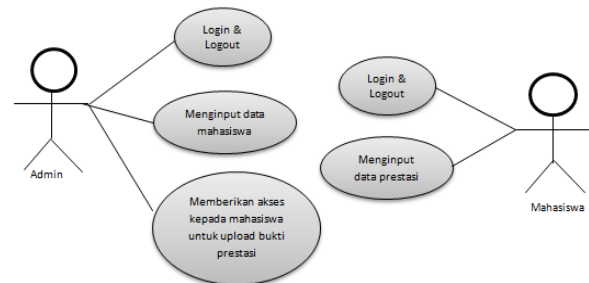 Login &
Logout
Menginput data
mahasiswa
Memberikan akses
kepada mahasiswa
untuk upload bukti
prestasi
Admin
Login &
Logout
Menginput
data prestasi
Mahasiswa